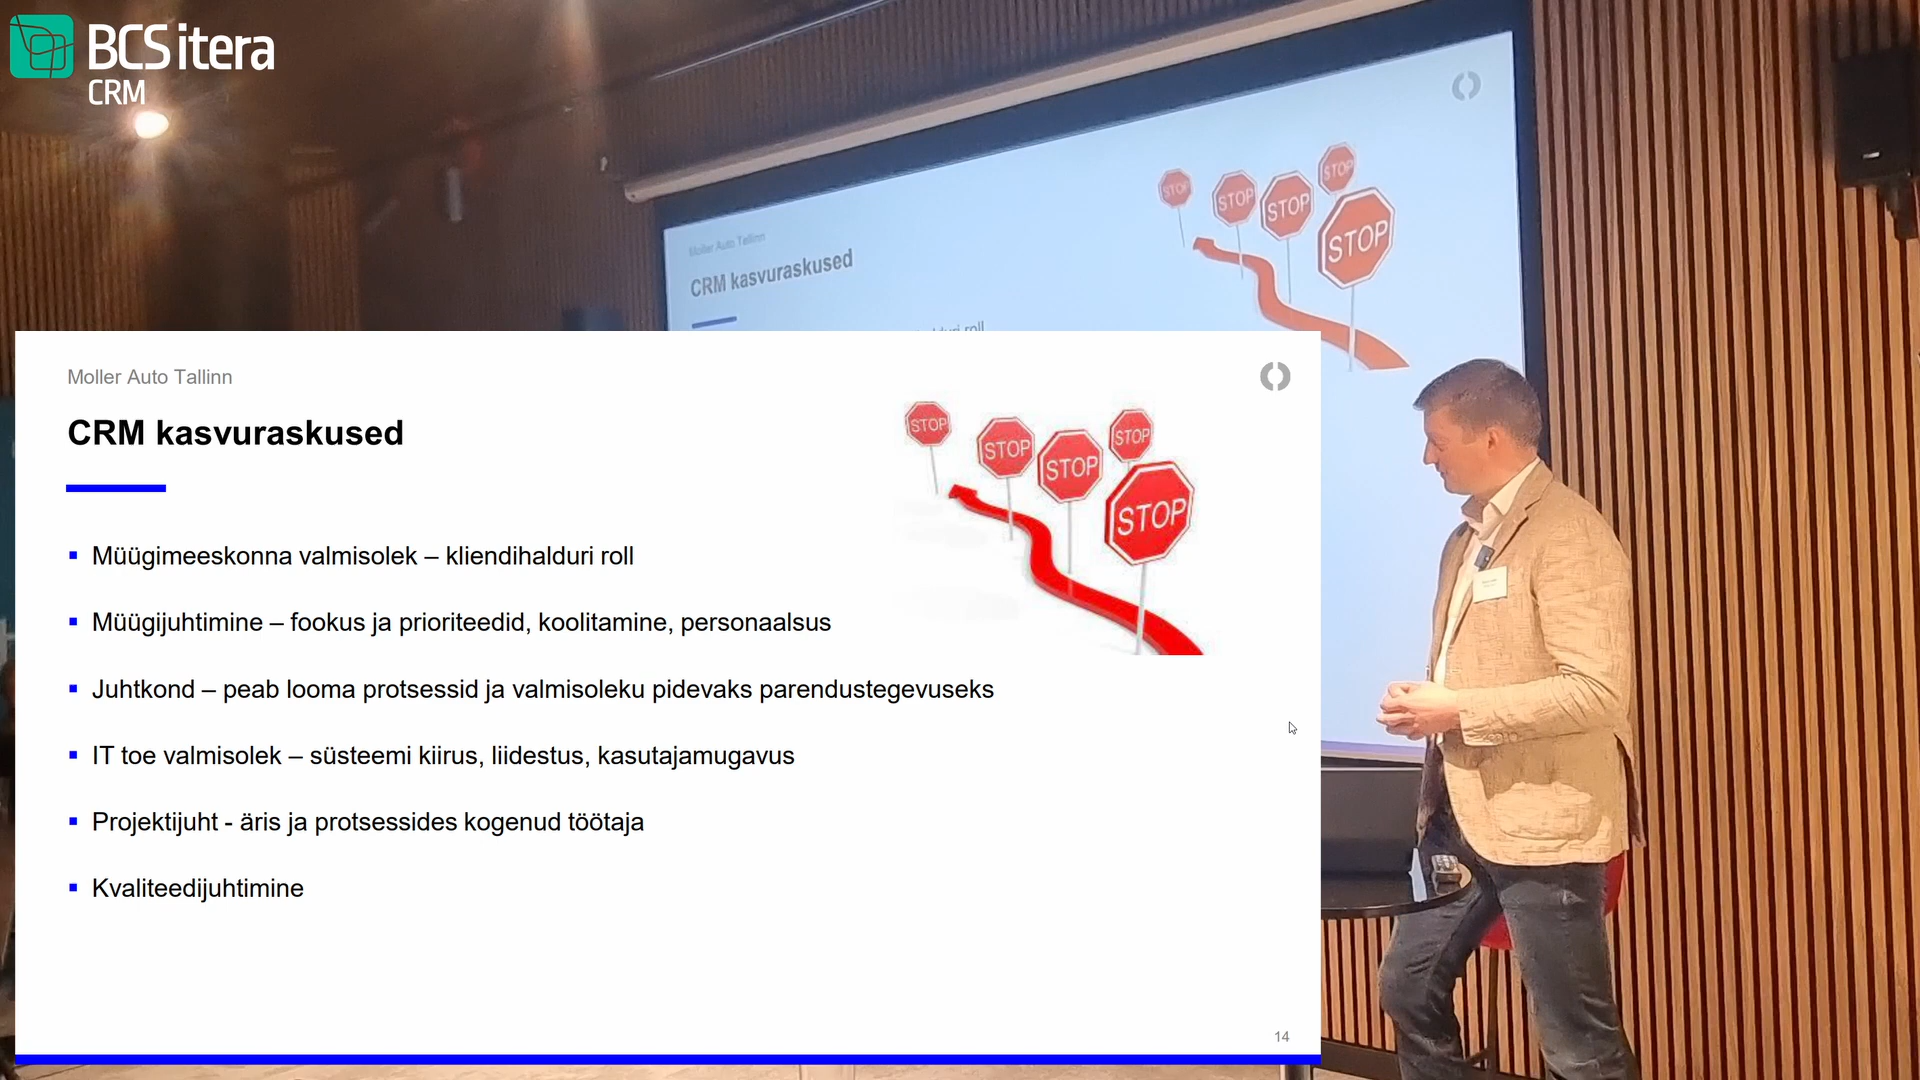 BCS itera
CRM
Moller Auto Tallinn
CRM kasvuraskused
STOP
STOP
STOP
STOP
STOP
Moller Auto Tallinn
CRM kasvuraskused
STOP
STOP
STOP
STOP
STOP
Müügimeeskonna valmisolek – kliendihalduri roll
Müügijuhtimine – fookus ja prioriteedid, koolitamine, personaalsus
Juhtkond – peab looma protsessid ja valmisoleku pidevaks parendustegevuseks
IT toe valmisolek – süsteemi kiirus, liidestus, kasutajamugavus
Projektijuht - äris ja protsessides kogenud töötaja
Kvaliteedijuhtimine
14